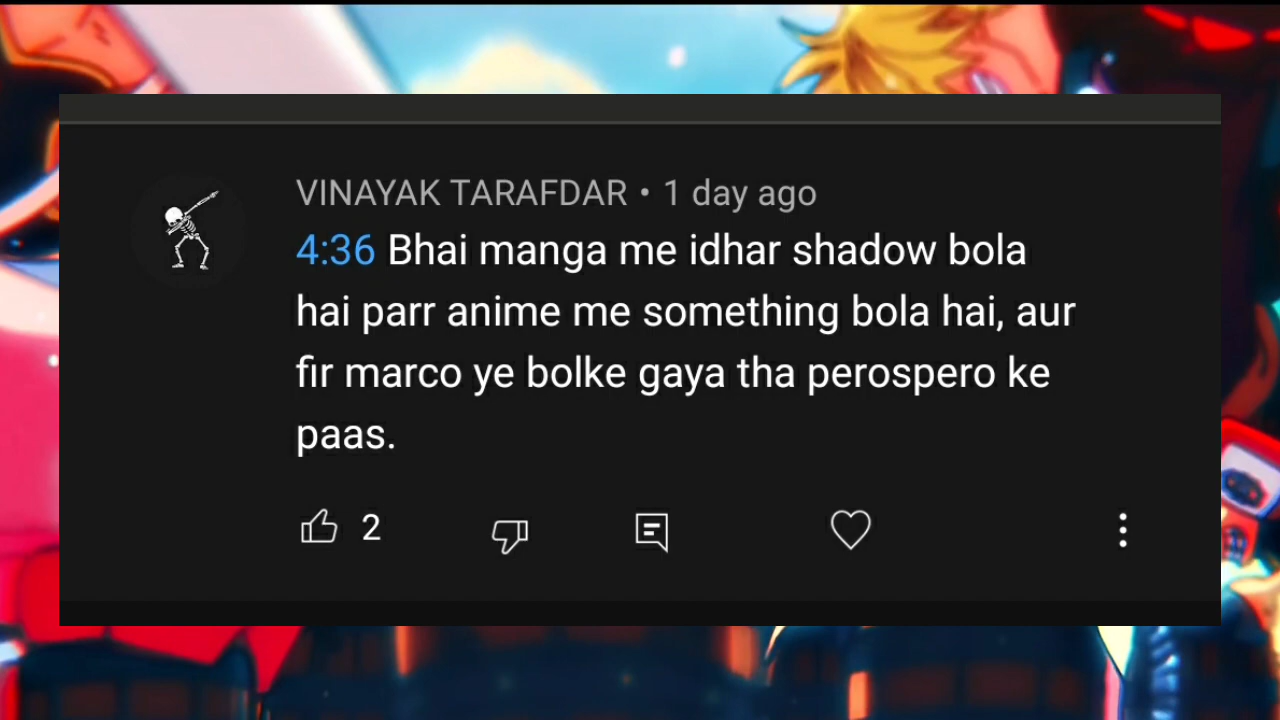 VINAYAK TARAFDAR • 1 day ago
4:36 Bhai manga me idhar shadow bola
hai parr anime me something bola hai, aur
fir marco ye bolke gaya tha perospero ke
paas.
2